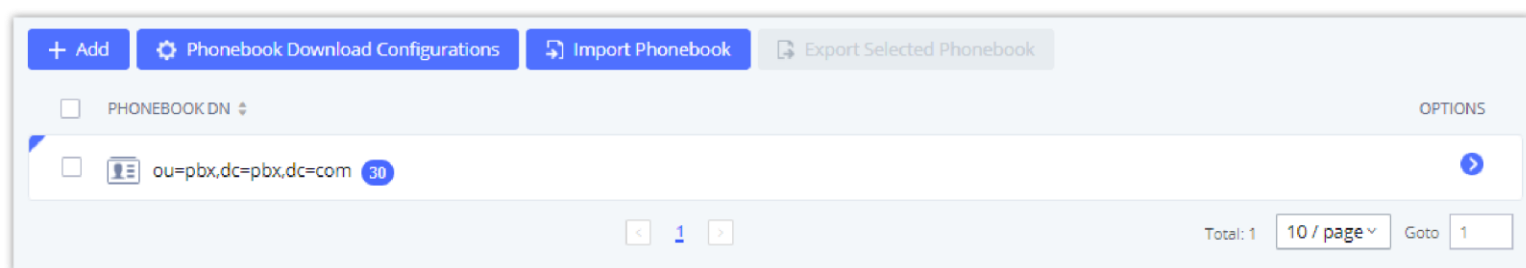 + Add Phonebook Download Configurations Import Phonebook Export Selected Phonebook
PHONEBOOK DN OPTIONS
ou=pbx,dc=pbx,dc=com 30
< 1 > Total: 1 10 / page Goto 1